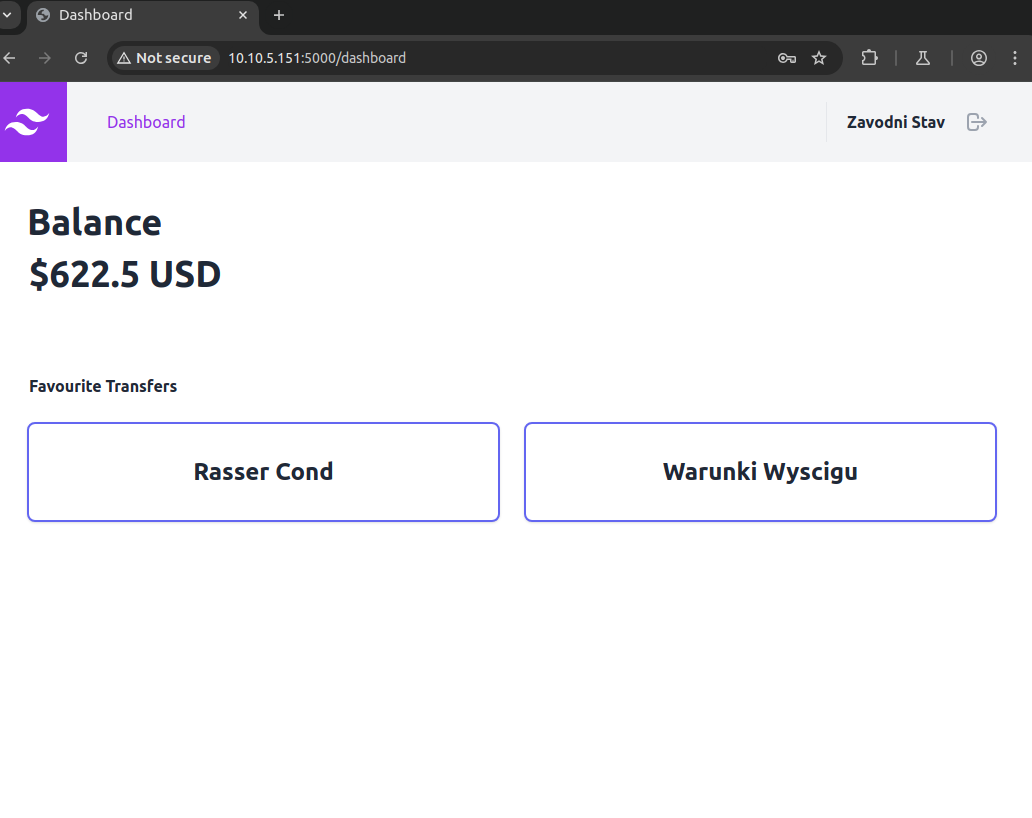 Dashboard
Not secure 10.10.5.151:5000/dashboard
Dashboard
Zavodni Stav
Balance
$622.5 USD
Favourite Transfers
Rasser Cond
Warunki Wyscigu